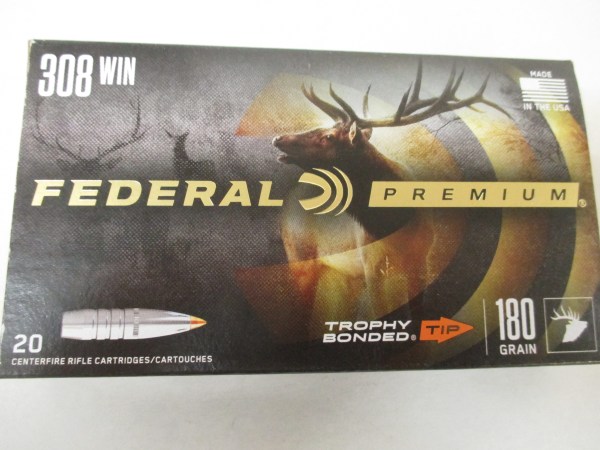 308 WIN
MADE
IN THE USA
FEDERAL PREMIUM®
20
CENTERFIRE RIFLE CARTRIDGES/CARTOUCHES
TROPHY
BONDED® TIP
180
GRAIN